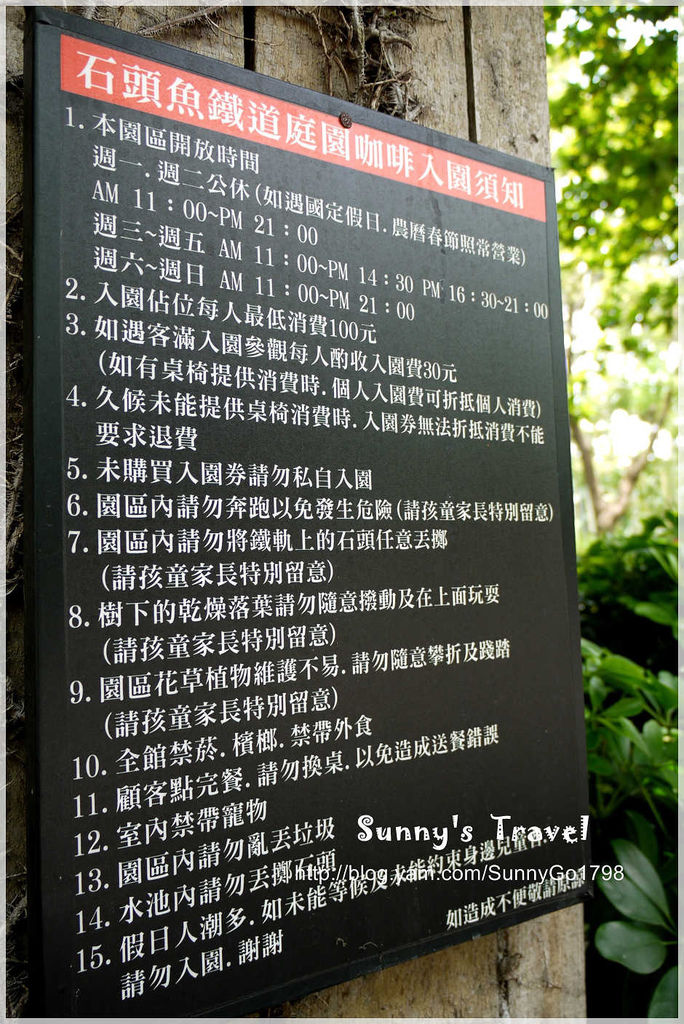 石頭魚鐵道庭園咖啡入園須知
1. 本園區開放時間
週一.週二公休(如遇國定假日.農曆春節照常營業)
AM 11:00~PM 21:00
週三~週五 AM 11:00~PM 14:30 PM 16:30~21:00
週六~週日 AM 11:00~PM 21:00
2. 入園佔位每人最低消費100元
3. 如遇客滿入園參觀每人酌收入園費30元
(如有桌椅提供消費時.個人入園費可折抵個人消費)
4. 久候未能提供桌椅消費時.入園券無法折抵消費不能
要求退費
5. 未購買入園券請勿私自入園
6. 園區內請勿奔跑以免發生危險(請孩童家長特別留意)
7. 園區內請勿將鐵軌上的石頭任意丟擲
(請孩童家長特別留意)
8. 樹下的乾燥落葉請勿隨意撥動及在上面玩耍
(請孩童家長特別留意)
9. 園區花草植物維護不易.請勿隨意攀折及踐踏
(請孩童家長特別留意)
10. 全館禁菸.檳榔.禁帶外食
11. 顧客點完餐.請勿換桌.以免造成送餐錯誤
12. 室內禁帶寵物
13. 園區內請勿亂丟垃圾
14. 水池內請勿丟擲石頭
15. 假日人潮多.如未能等候及未能約束身邊兒童者.
請勿入園.謝謝
如造成不便敬請原諒
Sunny's Travel
http://blog.xam.com/SunnyGo1798